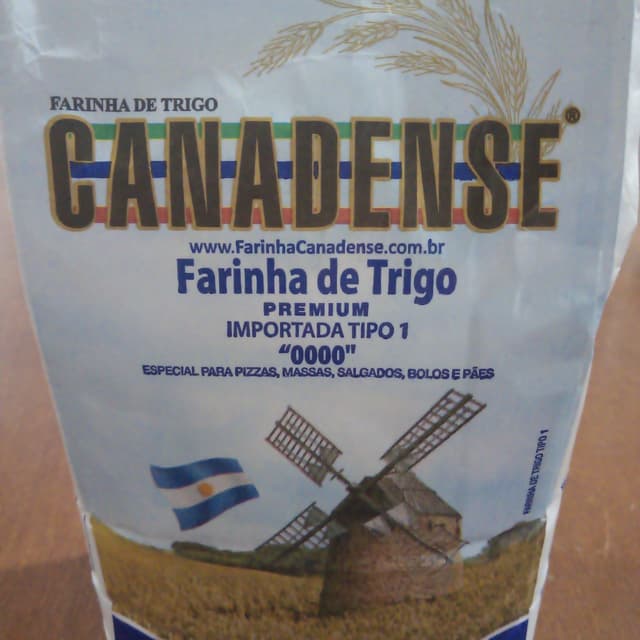 FARINHA DE TRIGO
CANADENSE®
www.FarinhaCanadense.com.br
Farinha de Trigo
PREMIUM
IMPORTADA TIPO 1
“0000"
ESPECIAL PARA PIZZAS, MASSAS, SALGADOS, BOLOS E PÃES
FARINHA DE TRIGO TIPO 1